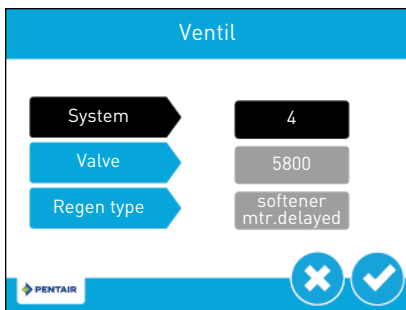 Ventil
System
4
Valve
5800
Regen type
softener
mtr.delayed
PENTAIR